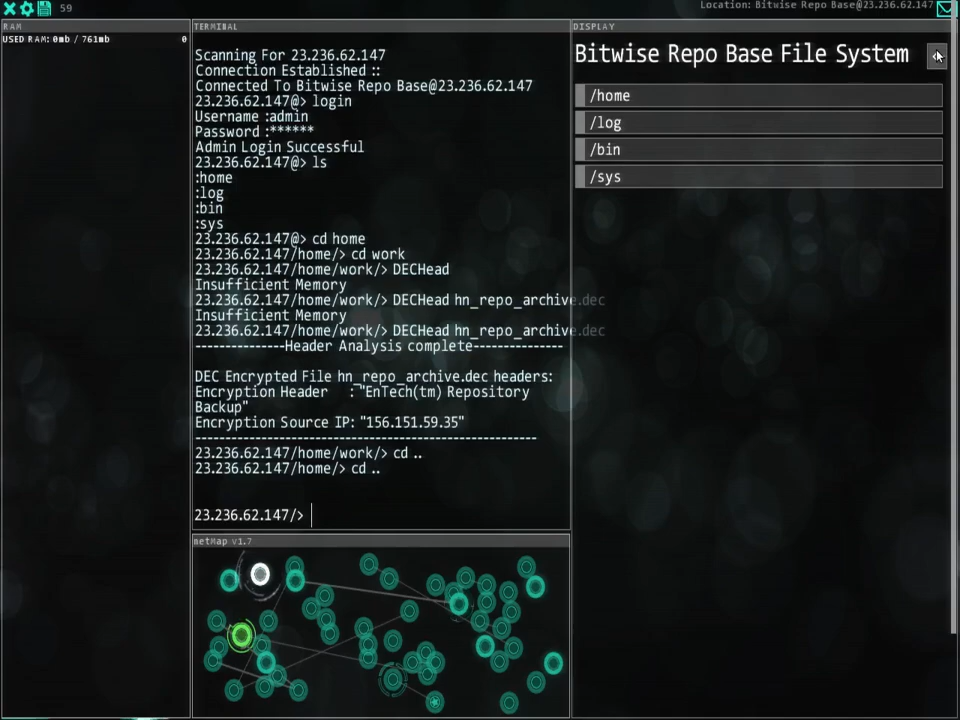 59
Location: Bitwise Repo Base@23.236.62.147
RAM
USED RAM: 0mb / 761mb 0
TERMINAL
Scanning For 23.236.62.147
Connection Established ::
Connected To Bitwise Repo Base@23.236.62.147
23.236.62.147@> login
Username :admin
Password :******
Admin Login Successful
23.236.62.147@> ls
:home
:log
:bin
:sys
23.236.62.147@> cd home
23.236.62.147/home/> cd work
23.236.62.147/home/work/> DECHead
Insufficient Memory
23.236.62.147/home/work/> DECHead hn_repo_archive.dec
Insufficient Memory
23.236.62.147/home/work/> DECHead hn_repo_archive.dec
---------------Header Analysis complete---------------
DEC Encrypted File hn_repo_archive.dec headers:
Encryption Header   : "EnTech(tm) Repository
Backup"
Encryption Source IP: "156.151.59.35"
---------------------------------------------------------
23.236.62.147/home/work/> cd ..
23.236.62.147/home/> cd ..
23.236.62.147/>
netMap v1.7
DISPLAY
Bitwise Repo Base File System
/home
/log
/bin
/sys